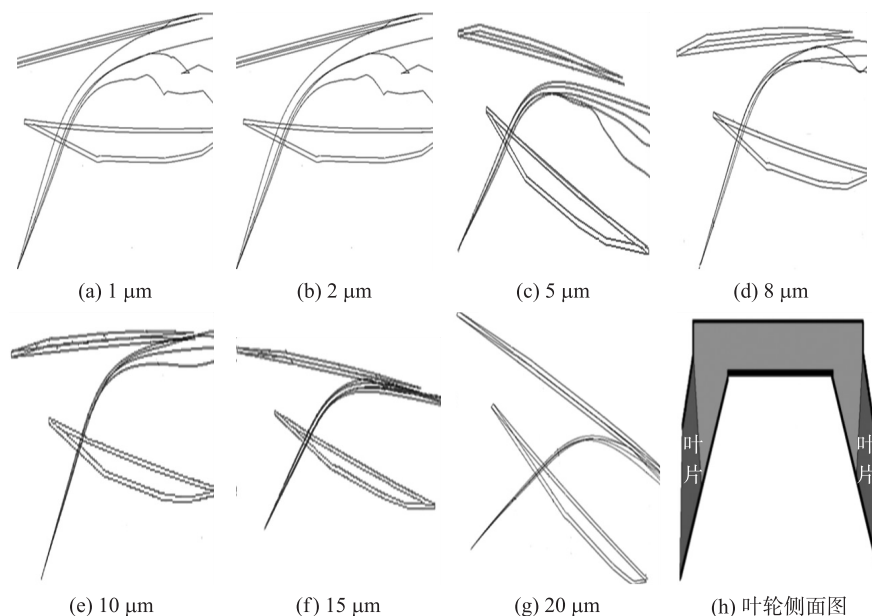 (a) 1 μm
(b) 2 μm
(c) 5 μm
(d) 8 μm
叶片
叶片
(e) 10 μm
(f) 15 μm
(g) 20 μm
(h) 叶轮侧面图